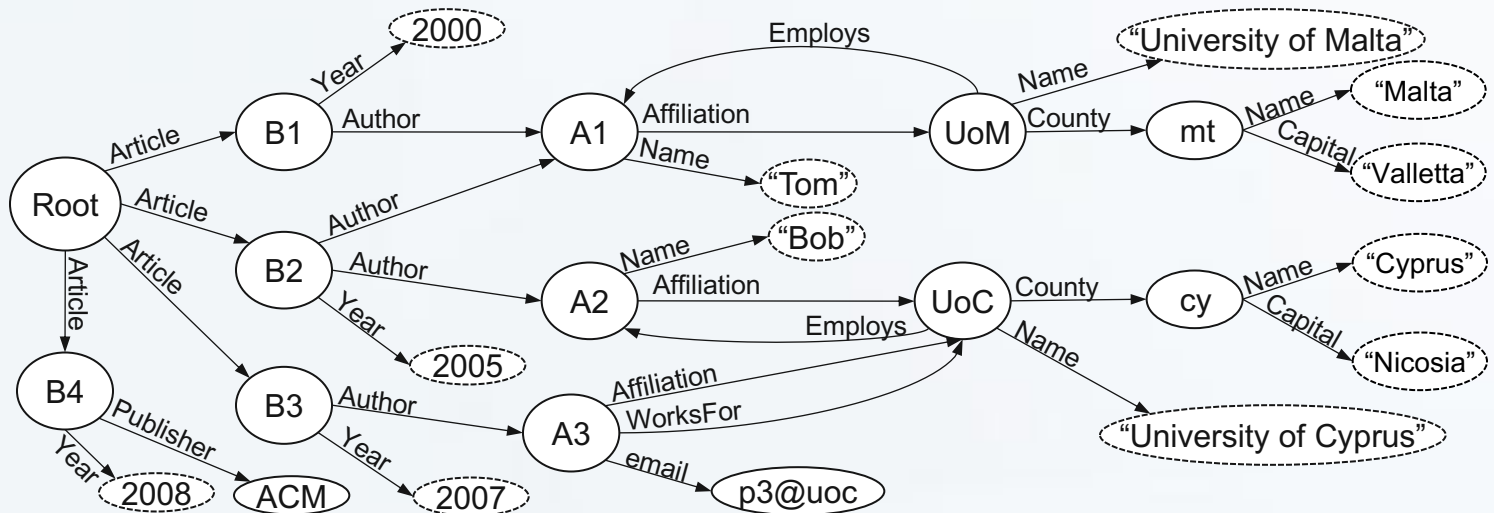 2000
Employs
"University of Malta"
Year
Name
"Malta"
Article
B1
Author
A1
Affiliation
UoM
County
mt
Name
Capital
"Valletta"
Name
"Tom"
Root
Article
Author
"Bob"
B2
Author
Name
A2
Affiliation
UoC
County
cy
Name
"Cyprus"
Capital
"Nicosia"
Employs
Name
Year
2005
Article
Article
B4
Publisher
Year
2008
ACM
B3
Author
Year
2007
A3
Affiliation
WorksFor
email
p3@uoc
"University of Cyprus"